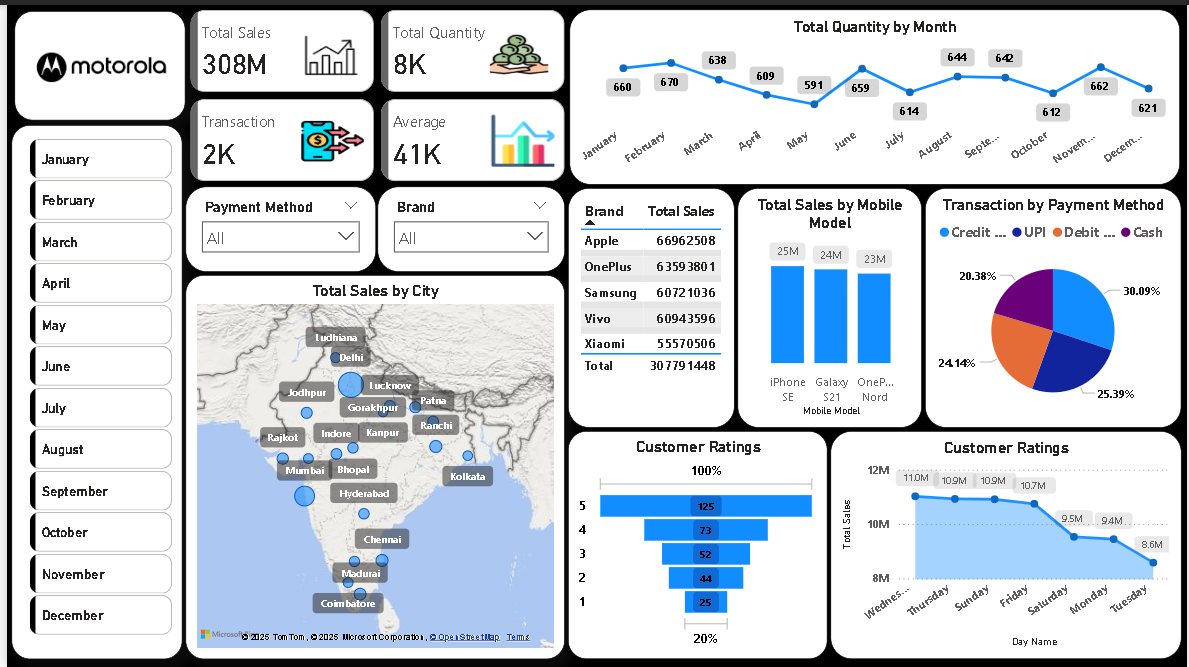 motorola
Total Sales
308M
Total Quantity
8K
Transaction
2K
Average
41K
January
February
March
April
May
June
July
August
September
October
November
December
Payment Method
All
Brand
All
Total Quantity by Month
660
670
638
609
591
659
614
644
642
612
662
621
January
February
March
April
May
June
July
August
Septe...
October
Novem...
Decem...
Total Sales by City
Ludhiana
Delhi
Lucknow
Jodhpur
Gorakhpur
Patna
Ranchi
Rajkot
Indore
Kanpur
Mumbai
Bhopal
Kolkata
Hyderabad
Chennai
Madurai
Coimbatore
© 2025 TomTom, © 2025 Microsoft Corporation, © OpenStreetMap Terms
Brand Total Sales
Apple 66962508
OnePlus 63593801
Samsung 60721036
Vivo 60943596
Xiaomi 55570506
Total 307791448
Total Sales by Mobile
Model
25M
24M
23M
iPhone
SE
Galaxy
S21
OneP...
Nord
Mobile Model
Transaction by Payment Method
Credit ... UPI Debit ... Cash
20.38%
30.09%
24.14%
25.39%
Customer Ratings
100%
5 125
4 73
3 52
2 44
1 25
20%
Customer Ratings
12M
10M
8M
Total Sales
11.0M
10.9M
10.9M
10.7M
9.5M
9.4M
8.6M
Wednes...
Thursday
Sunday
Friday
Saturday
Monday
Tuesday
Day Name